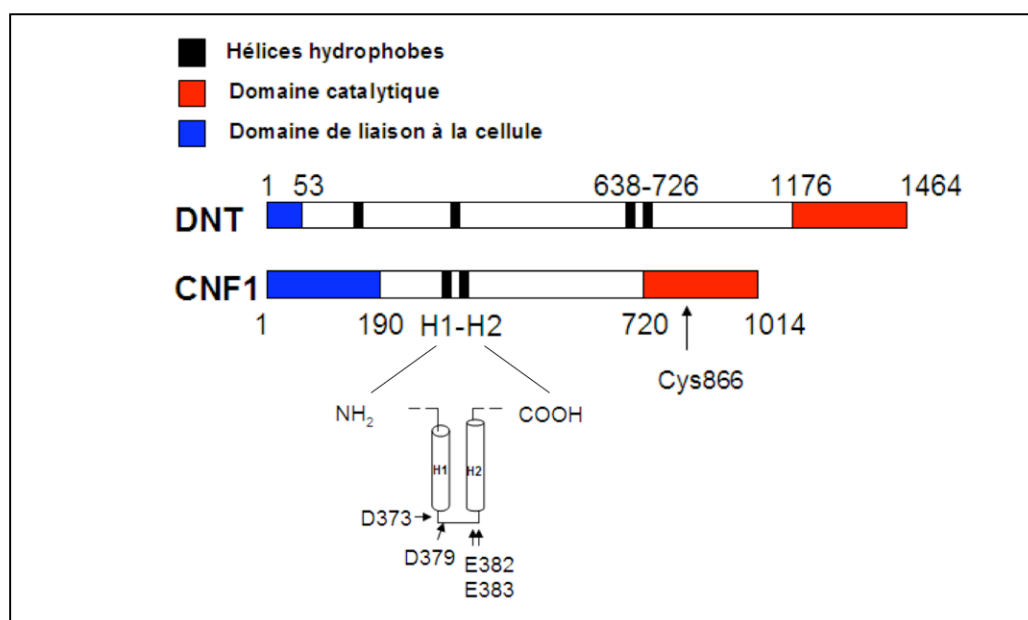 Hélices hydrophobes
Domaine catalytique
Domaine de liaison à la cellule
1 53 638-726 1176 1464
DNT
CNF1
1 190 H1-H2 720 1014
Cys866
NH2 COOH
H1 H2
D373
D379 E382
E383